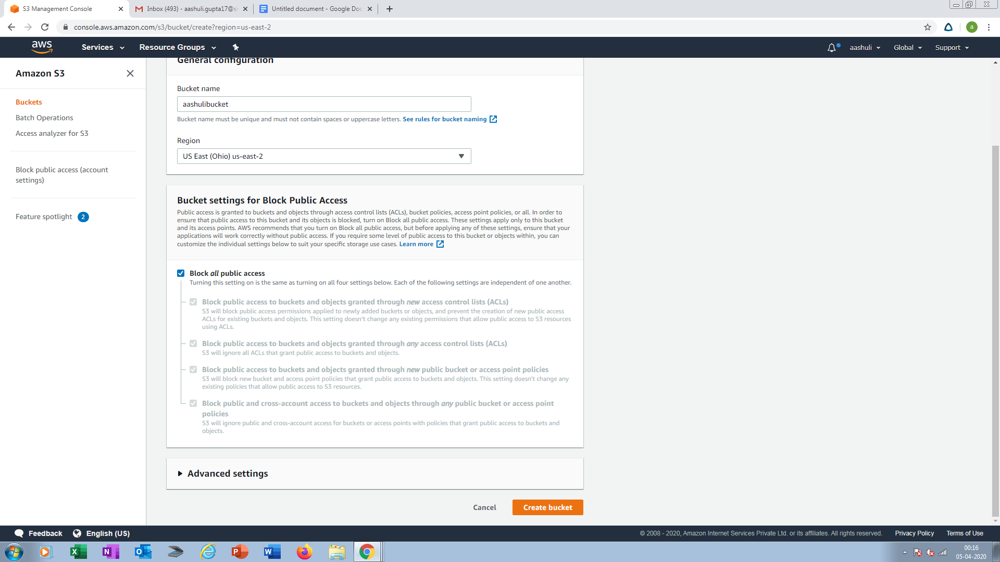 S3 Management Console
Inbox (493) - aashuli.gupta17@si
Untitled document - Google Doc
console.aws.amazon.com/s3/bucket/create?region=us-east-2
a
aws
Services
Resource Groups
aashuli
Global
Support
Amazon S3
Buckets
Batch Operations
Access analyzer for S3
Block public access (account
settings)
Feature spotlight 2
General configuration
Bucket name
aashulibucket
Bucket name must be unique and must not contain spaces or uppercase letters. See rules for bucket naming
Region
US East (Ohio) us-east-2
Bucket settings for Block Public Access
Public access is granted to buckets and objects through access control lists (ACLs), bucket policies, access point policies, or all. In order to
ensure that public access to this bucket and its objects is blocked, turn on Block all public access. These settings apply only to this bucket
and its access points. AWS recommends that you turn on Block all public access, but before applying any of these settings, ensure that your
applications will work correctly without public access. If you require some level of public access to this bucket or objects within, you can
customize the individual settings below to suit your specific storage use cases. Learn more
Block all public access
Turning this setting on is the same as turning on all four settings below. Each of the following settings are independent of one another.
Block public access to buckets and objects granted through new access control lists (ACLs)
S3 will block public access permissions applied to newly added buckets or objects, and prevent the creation of new public access
ACLs for existing buckets and objects. This setting doesn't change any existing permissions that allow public access to S3 resources
using ACLs.
Block public access to buckets and objects granted through any access control lists (ACLs)
S3 will ignore all ACLs that grant public access to buckets and objects.
Block public access to buckets and objects granted through new public bucket or access point policies
S3 will block new bucket and access point policies that grant public access to buckets and objects. This setting doesn't change any
existing policies that allow public access to S3 resources.
Block public and cross-account access to buckets and objects through any public bucket or access point
policies
S3 will ignore public and cross-account access for buckets or access points with policies that grant public access to buckets and
objects.
Advanced settings
Cancel
Create bucket
Feedback
English (US)
© 2008 - 2020, Amazon Internet Services Private Ltd. or its affiliates. All rights reserved.
Privacy Policy
Terms of Use
00:16
05-04-2020